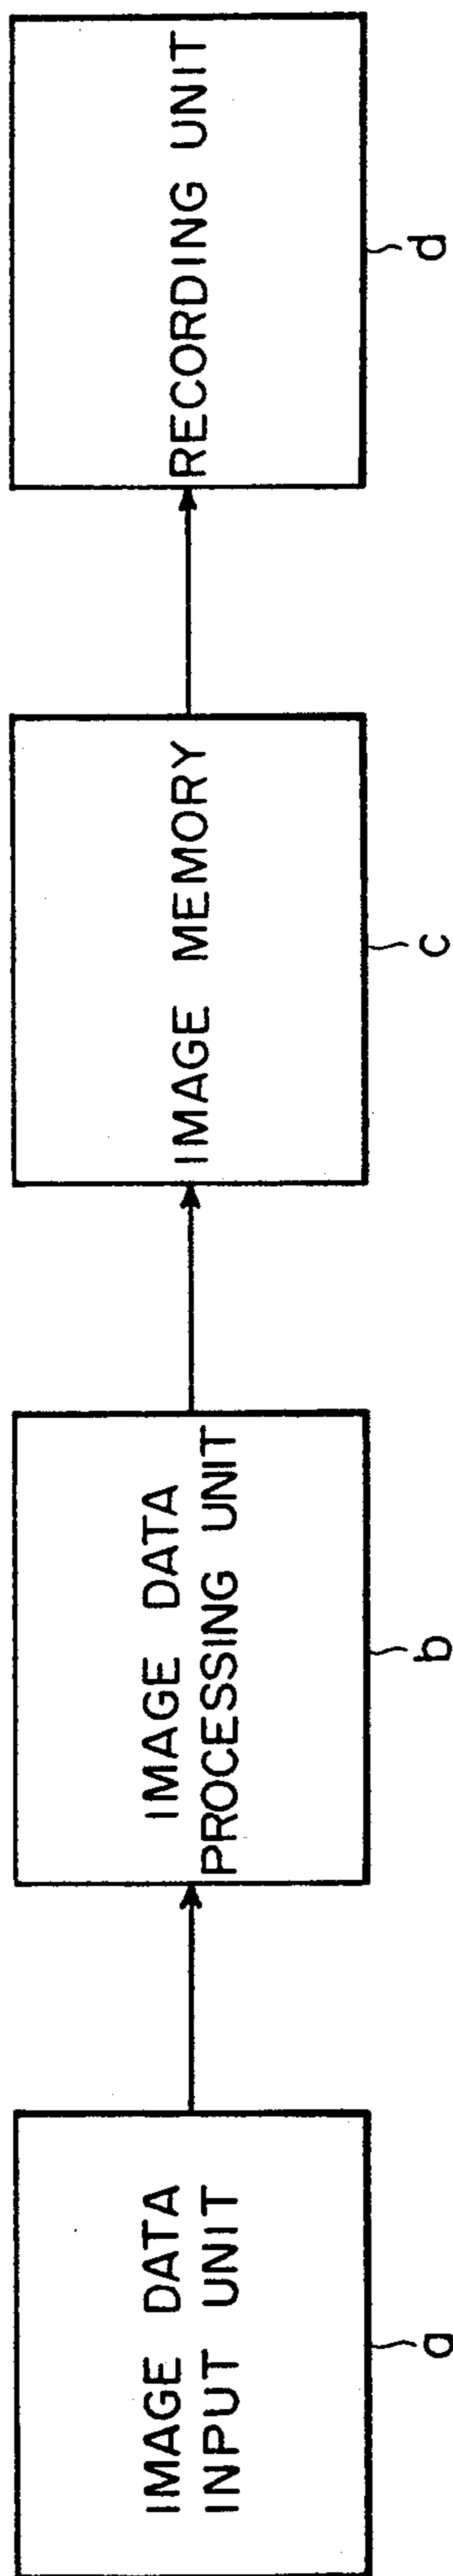 IMAGE DATA
INPUT UNIT
a
IMAGE DATA
PROCESSING UNIT
b
IMAGE MEMORY
c
RECORDING UNIT
d